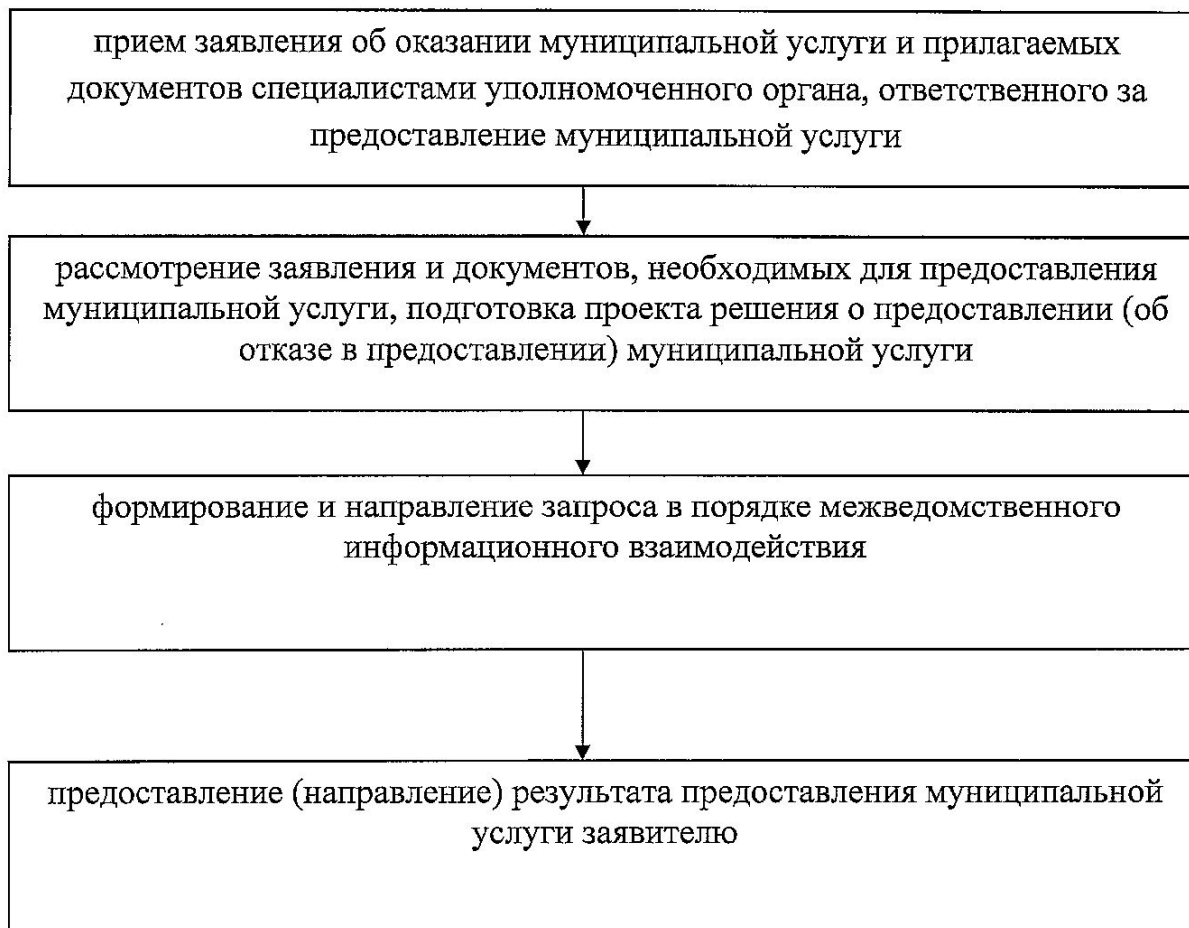 прием заявления об оказании муниципальной услуги и прилагаемых
документов специалистами уполномоченного органа, ответственного за
предоставление муниципальной услуги
рассмотрение заявления и документов, необходимых для предоставления
муниципальной услуги, подготовка проекта решения о предоставлении (об
отказе в предоставлении) муниципальной услуги
формирование и направление запроса в порядке межведомственного
информационного взаимодействия
предоставление (направление) результата предоставления муниципальной
услуги заявителю